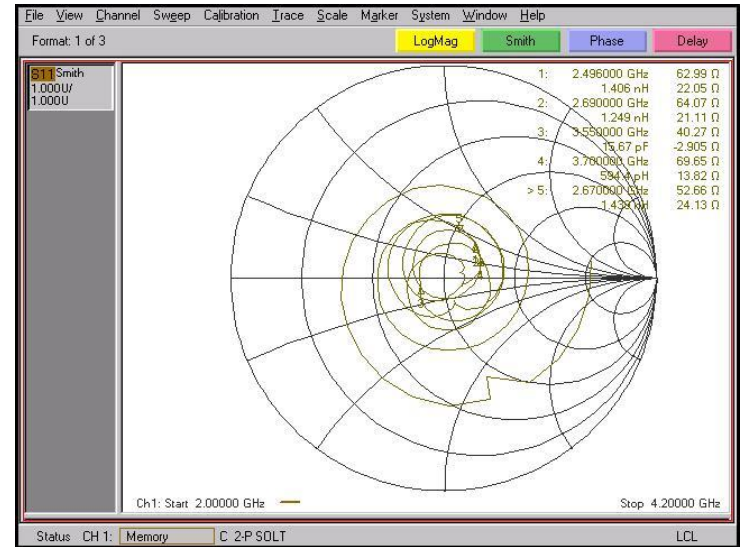 File View Channel Sweep Calibration Trace Scale Marker System Window Help
Format: 1 of 3 LogMag Smith Phase Delay
S11 Smith
1.000U/
1.000U
1: 2.496000 GHz 62.99 Ω
1.406 nH 22.05 Ω
2: 2.690000 GHz 64.07 Ω
1.249 nH 21.11 Ω
3: 3.550000 GHz 40.27 Ω
15.67 pF -2.905 Ω
4: 3.700000 GHz 69.65 Ω
594.4 pH 13.82 Ω
> 5: 2.670000 GHz 52.66 Ω
1.439 nH 24.13 Ω
Ch1: Start 2.00000 GHz Stop 4.20000 GHz
Status CH 1: Memory C 2-P SOLT LCL